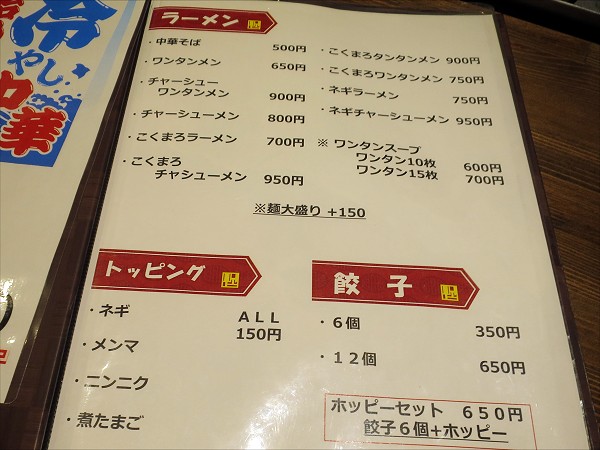 冷
やし
中
華
ラーメン
・中華そば 500円
・ワンタンメン 650円
・チャーシュー
ワンタンメン 900円
・チャーシューメン 800円
・こくまろラーメン 700円
・こくまろ
チャシューメン 950円
・こくまろタンタンメン 900円
・こくまろワンタンメン 750円
・ネギラーメン 750円
・ネギチャーシューメン 950円
※ ワンタンスープ
ワンタン10枚 600円
ワンタン15枚 700円
※麺大盛り +150
トッピング
・ネギ ALL
150円
・メンマ
・ニンニク
・煮たまご
餃子
・6個 350円
・12個 650円
ホッピーセット 650円
餃子6個+ホッピー